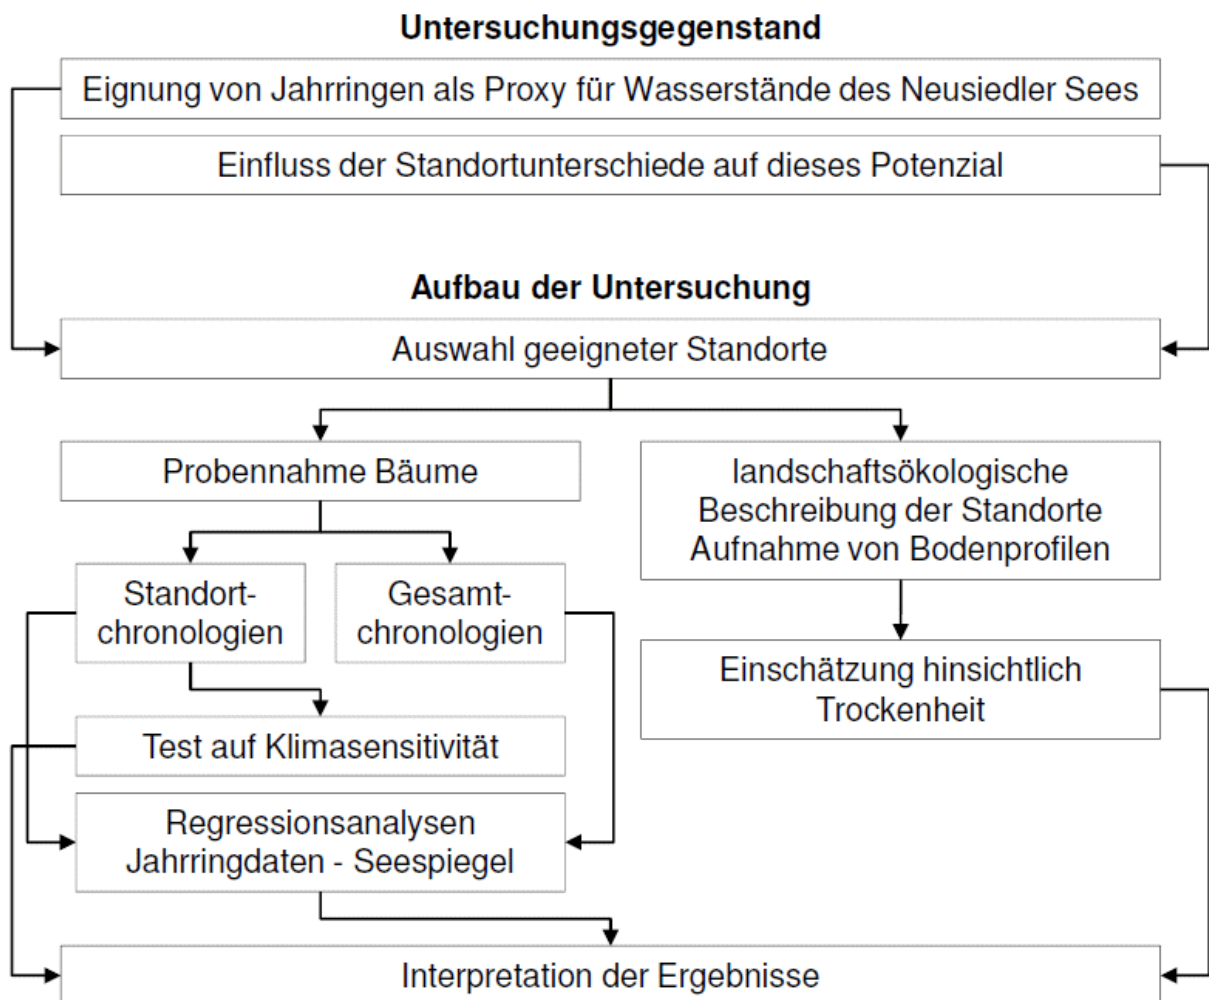 Untersuchungsgegenstand
Eignung von Jahrringen als Proxy für Wasserstände des Neusiedler Sees
Einfluss der Standortunterschiede auf dieses Potenzial
Aufbau der Untersuchung
Auswahl geeigneter Standorte
Probennahme Bäume
landschaftsökologische
Beschreibung der Standorte
Aufnahme von Bodenprofilen
Standort-
chronologien
Gesamt-
chronologien
Einschätzung hinsichtlich
Trockenheit
Test auf Klimasensitivität
Regressionsanalysen
Jahrringdaten - Seespiegel
Interpretation der Ergebnisse